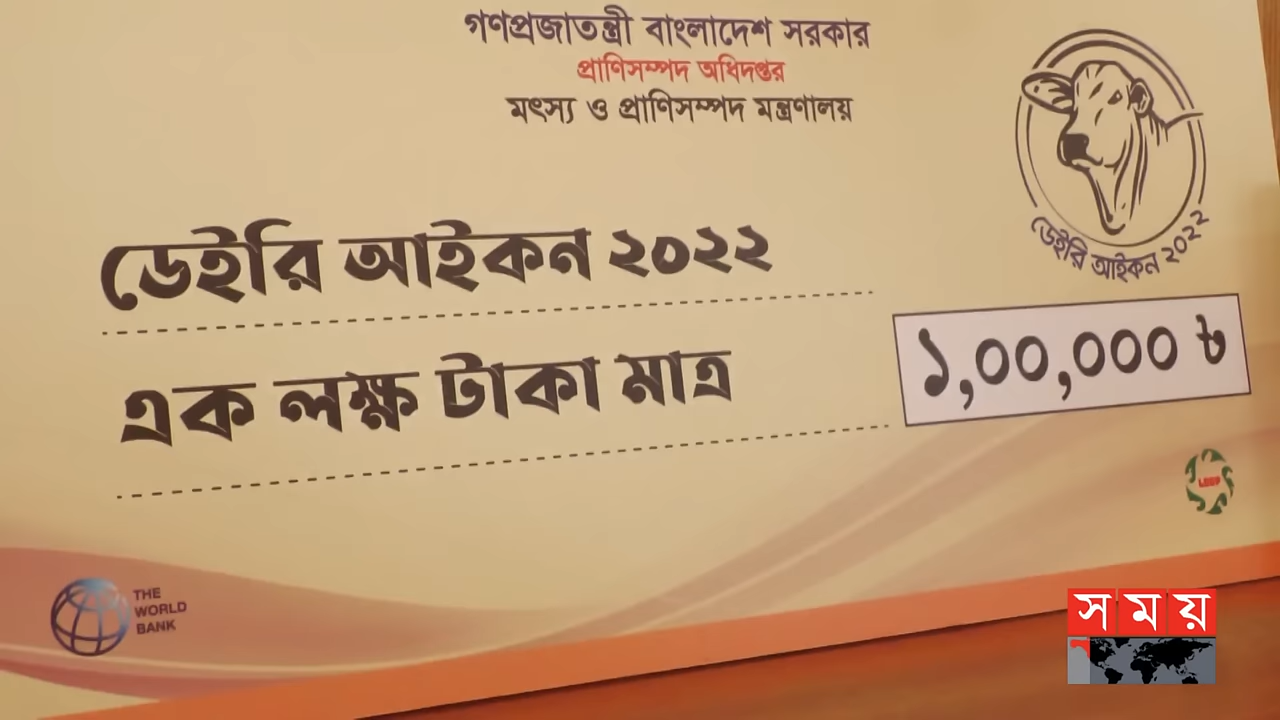 গণপ্রজাতন্ত্রী বাংলাদেশ সরকার
প্রাণিসম্পদ অধিদপ্তর
মৎস্য ও প্রাণিসম্পদ মন্ত্রণালয়
ডেইরি আইকন ২০২২
ডেইরি আইকন ২০২২
এক লক্ষ টাকা মাত্র
১,০০,০০০ ৳
THE
WORLD
BANK
সময়